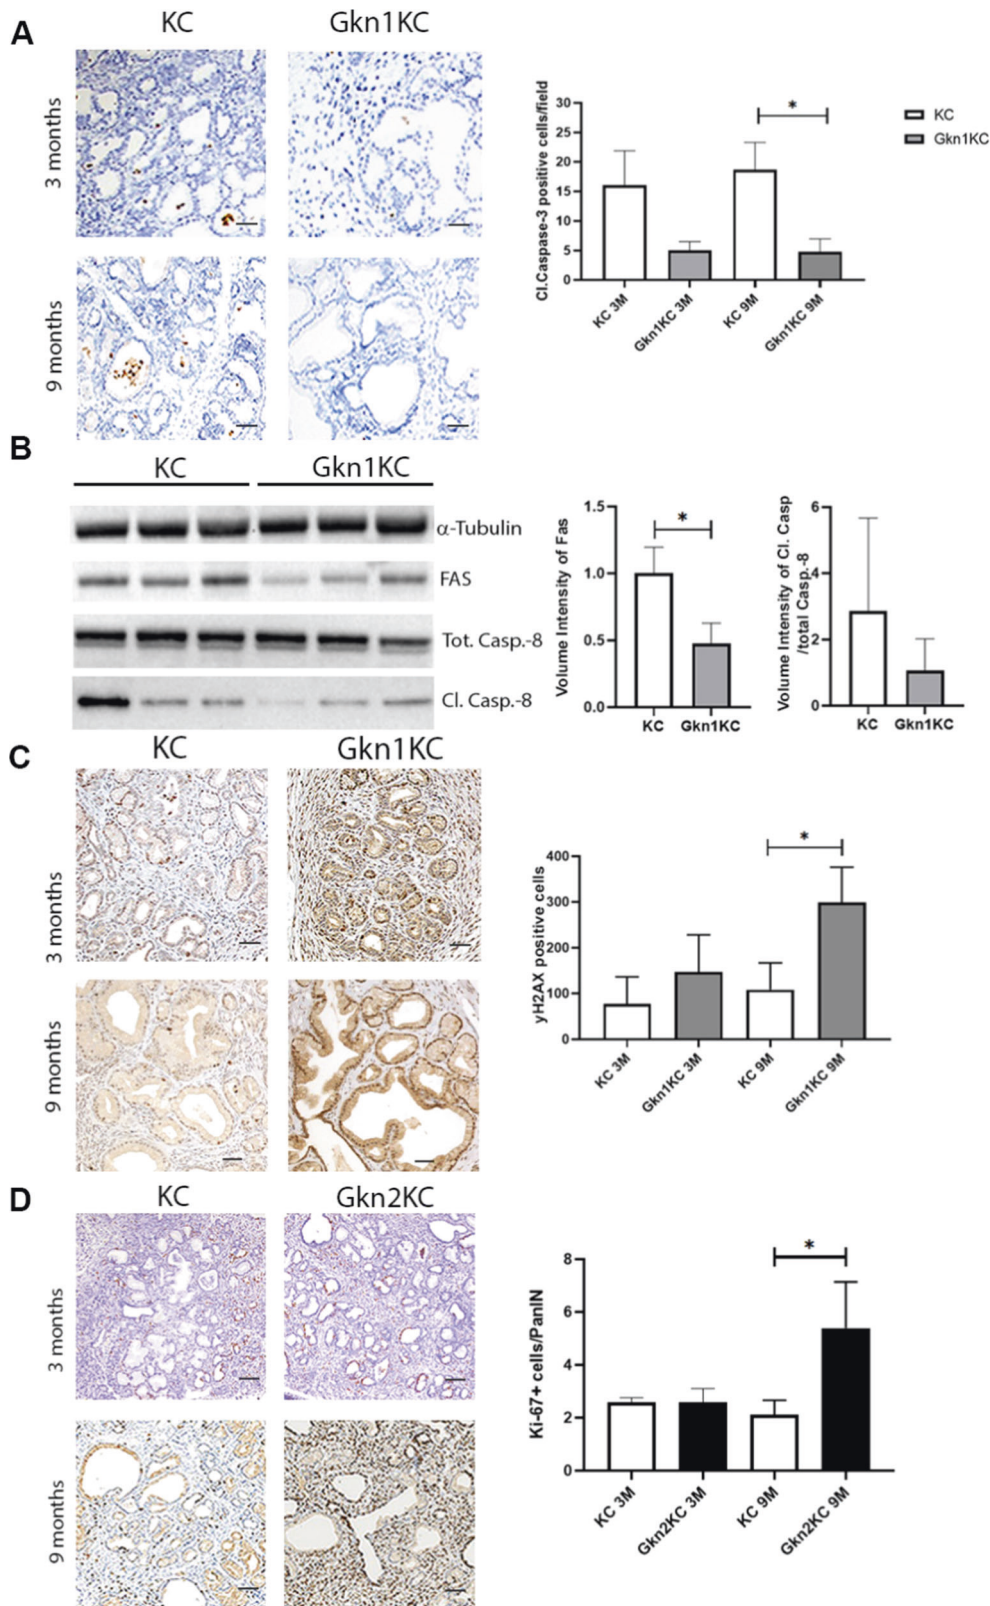 A
KC
Gkn1KC
3 months
9 months
Cl.Caspase-3 positive cells/field
30
25
20
15
10
5
0
*
KC 3M
Gkn1KC 3M
KC 9M
Gkn1KC 9M
KC
Gkn1KC
B
KC
Gkn1KC
α-Tubulin
FAS
Tot. Casp.-8
Cl. Casp.-8
Volume Intensity of Fas
1.5
1.0
0.5
0.0
*
KC
Gkn1KC
Volume Intensity of Cl. Casp
/total Casp.-8
6
4
2
0
KC
Gkn1KC
C
KC
Gkn1KC
3 months
9 months
yH2AX positive cells
400
300
200
100
0
*
KC 3M
Gkn1KC 3M
KC 9M
Gkn1KC 9M
D
KC
Gkn2KC
3 months
9 months
Ki-67+ cells/PanIN
8
6
4
2
0
*
KC 3M
Gkn2KC 3M
KC 9M
Gkn2KC 9M